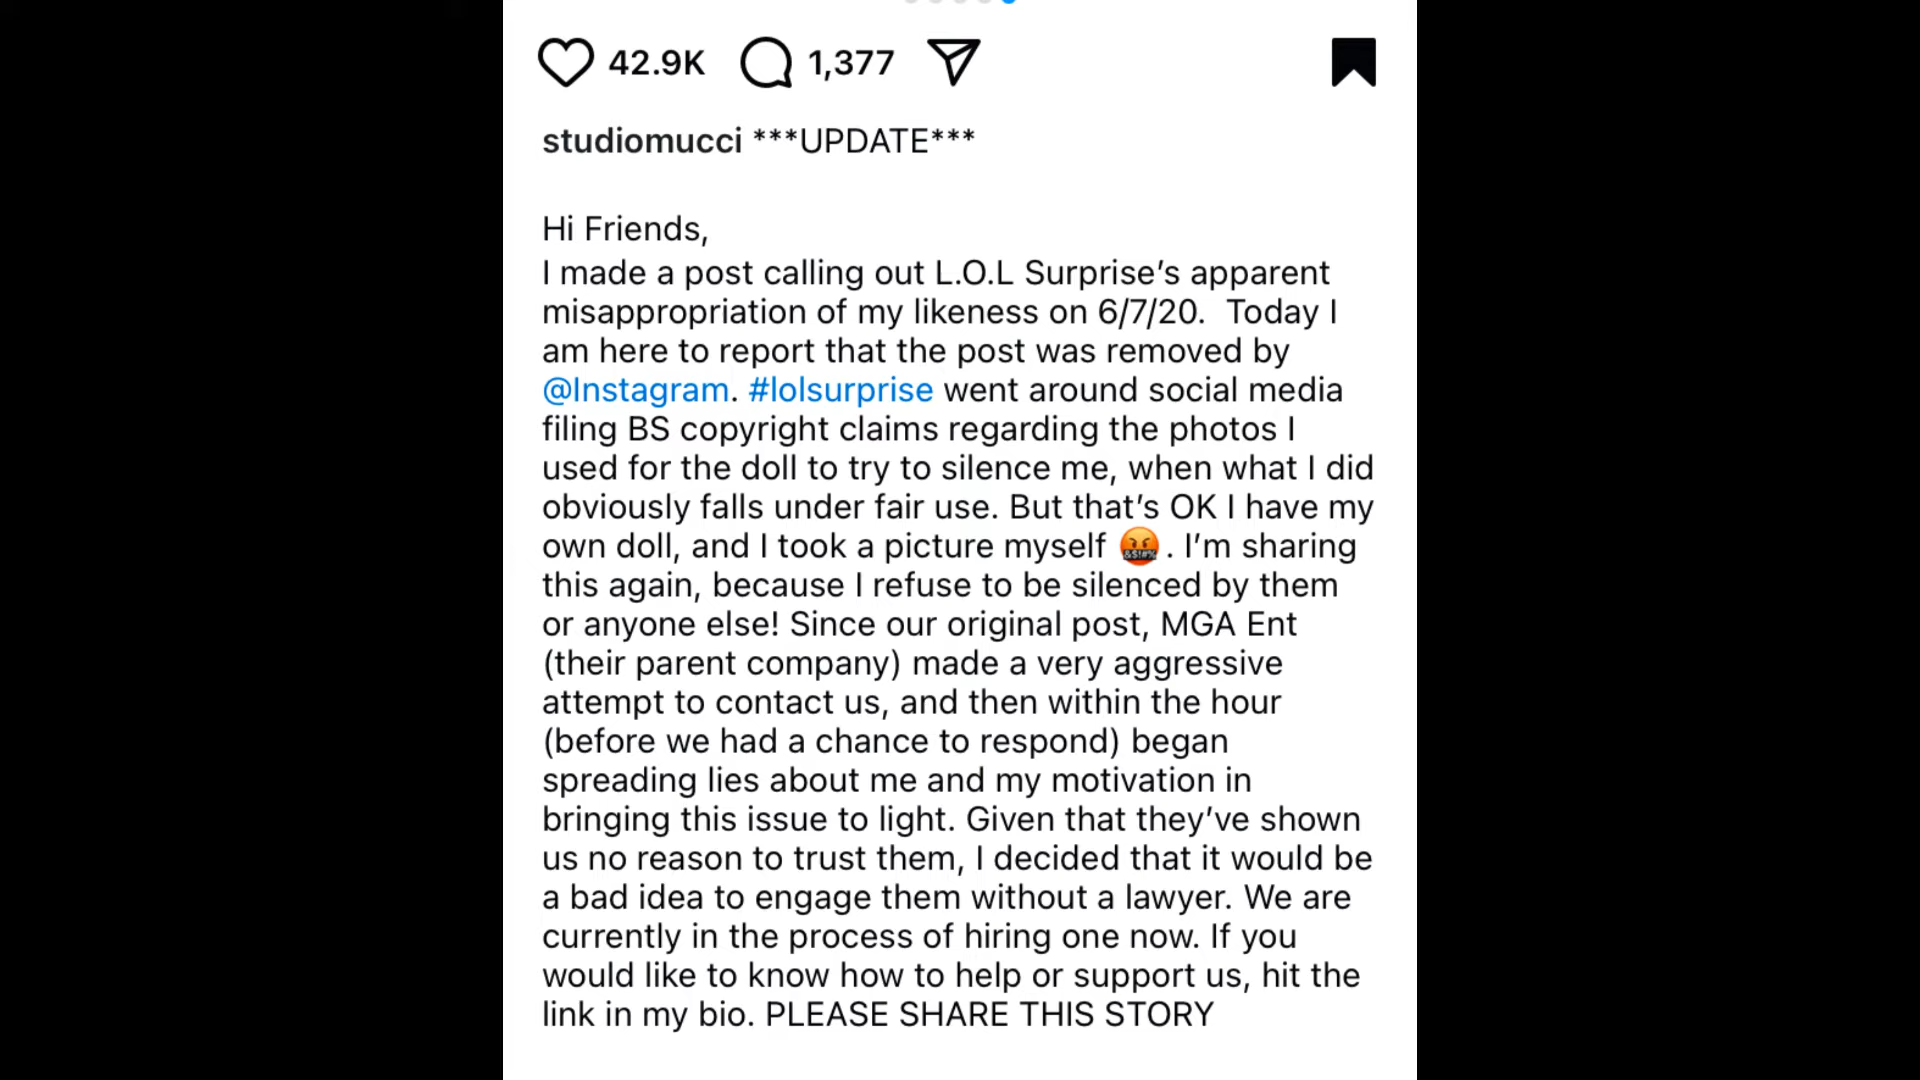 42.9K 1,377
studiomucci ***UPDATE***
Hi Friends,
I made a post calling out L.O.L Surprise’s apparent
misappropriation of my likeness on 6/7/20.  Today I
am here to report that the post was removed by
@Instagram. #lolsurprise went around social media
filing BS copyright claims regarding the photos I
used for the doll to try to silence me, when what I did
obviously falls under fair use. But that’s OK I have my
own doll, and I took a picture myself 🤬 . I’m sharing
this again, because I refuse to be silenced by them
or anyone else! Since our original post, MGA Ent
(their parent company) made a very aggressive
attempt to contact us, and then within the hour
(before we had a chance to respond) began
spreading lies about me and my motivation in
bringing this issue to light. Given that they’ve shown
us no reason to trust them, I decided that it would be
a bad idea to engage them without a lawyer. We are
currently in the process of hiring one now. If you
would like to know how to help or support us, hit the
link in my bio. PLEASE SHARE THIS STORY